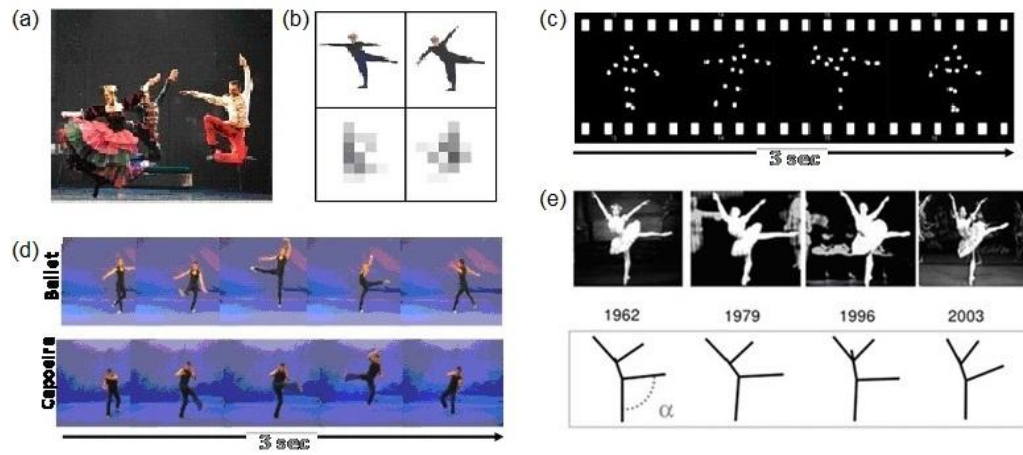 (a)
(b)
(c)
3 sec
(d)
Ballet
Capoeira
3 sec
(e)
1962 1979 1996 2003
α